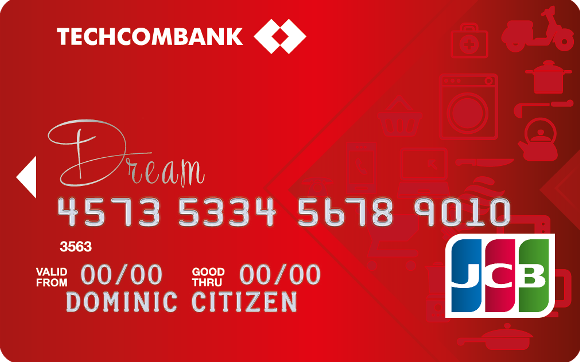 TECHCOMBANK
Dream
4573 5334 5678 9010
3563
VALID FROM 00/00 GOOD THRU 00/00
DOMINIC CITIZEN
JCB